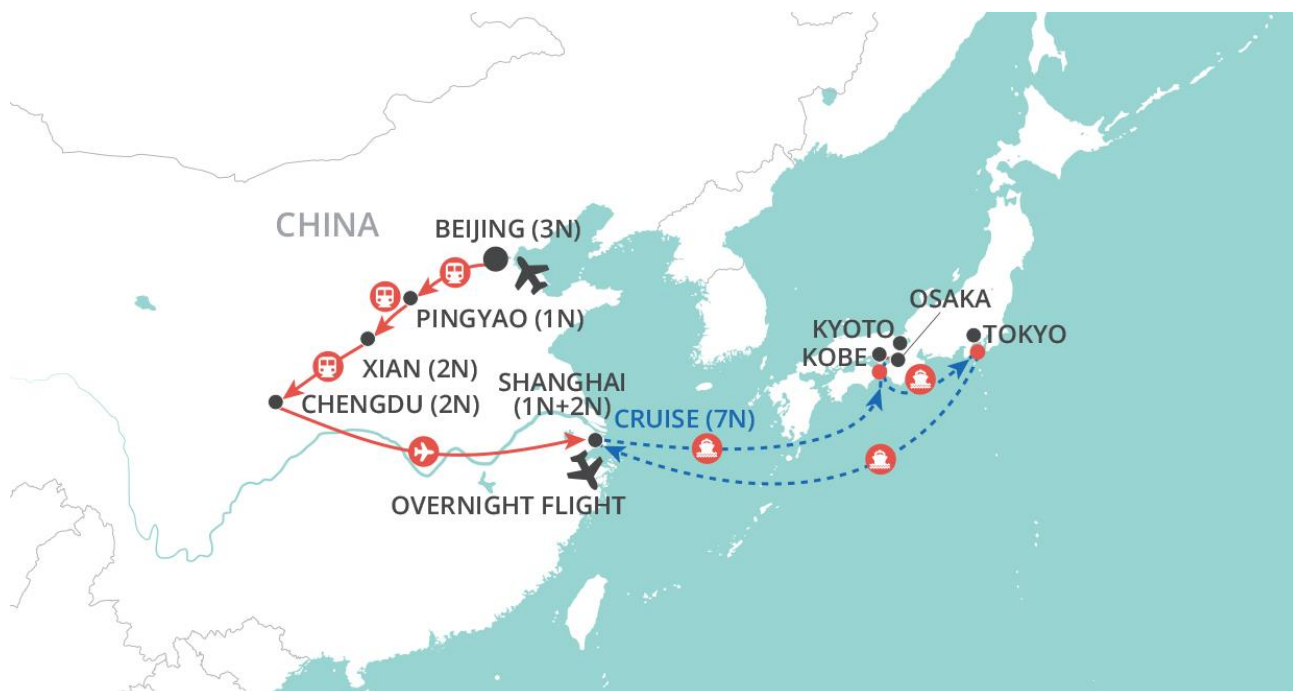 CHINA
BEIJING (3N)
PINGYAO (1N)
XIAN (2N)
CHENGDU (2N)
SHANGHAI
(1N+2N)
CRUISE (7N)
OVERNIGHT FLIGHT
OSAKA
KYOTO
KOBE
TOKYO